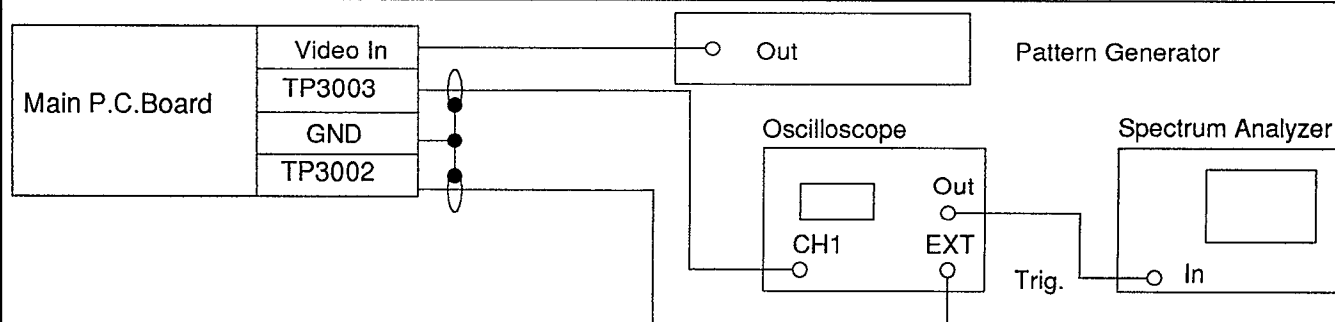 Video In
TP3003
Main P.C.Board
GND
TP3002
Out
Pattern Generator
Oscilloscope
Out
CH1
EXT
Trig.
Spectrum Analyzer
In